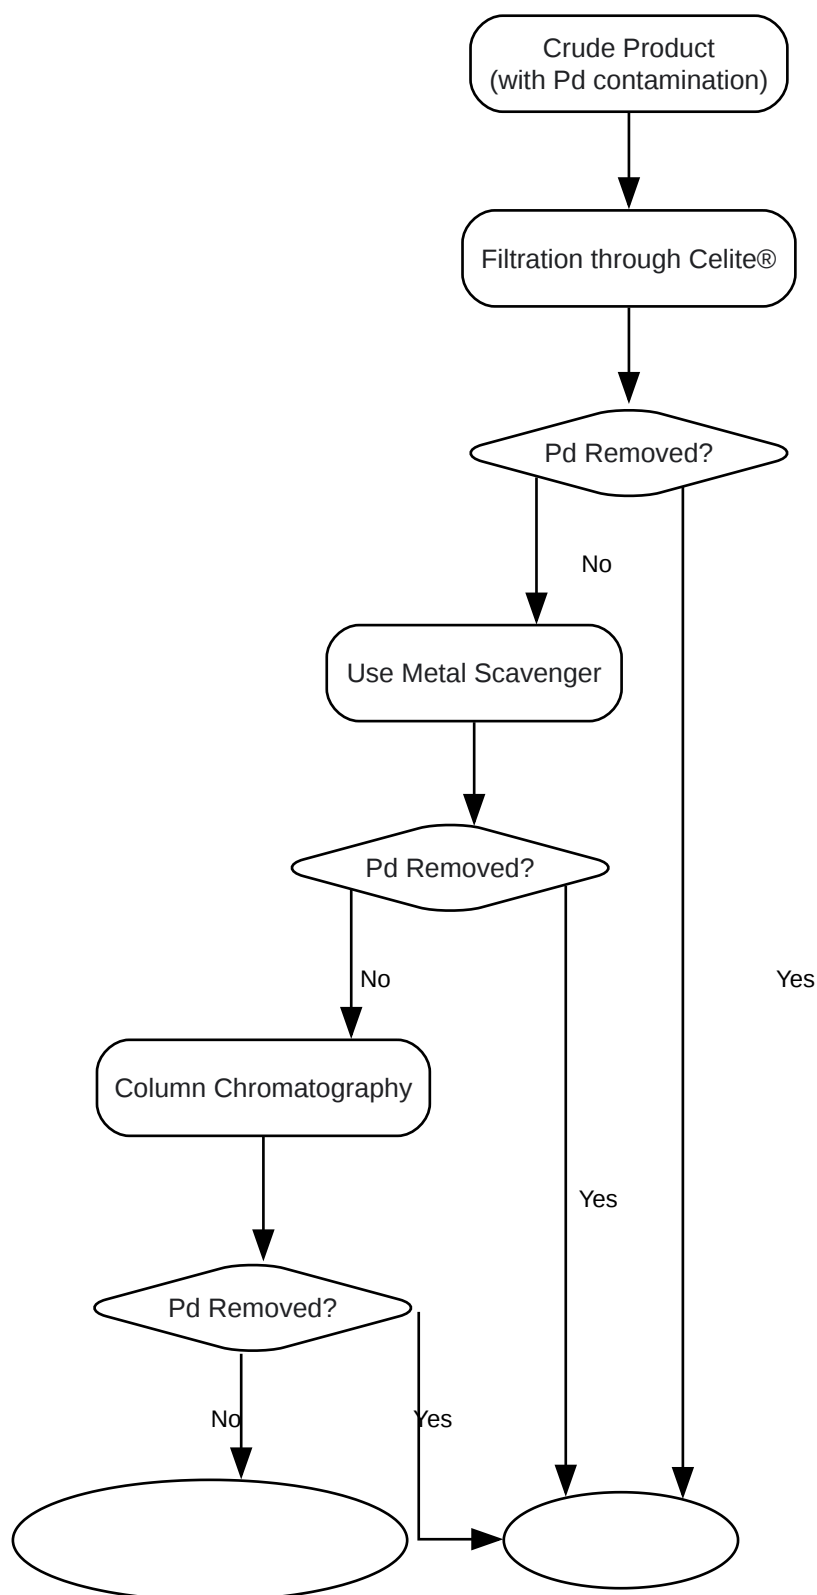 Crude Product
(with Pd contamination)
Filtration through Celite®
Pd Removed?
No
Use Metal Scavenger
Pd Removed?
No
Yes
Column Chromatography
Yes
Pd Removed?
No
Yes